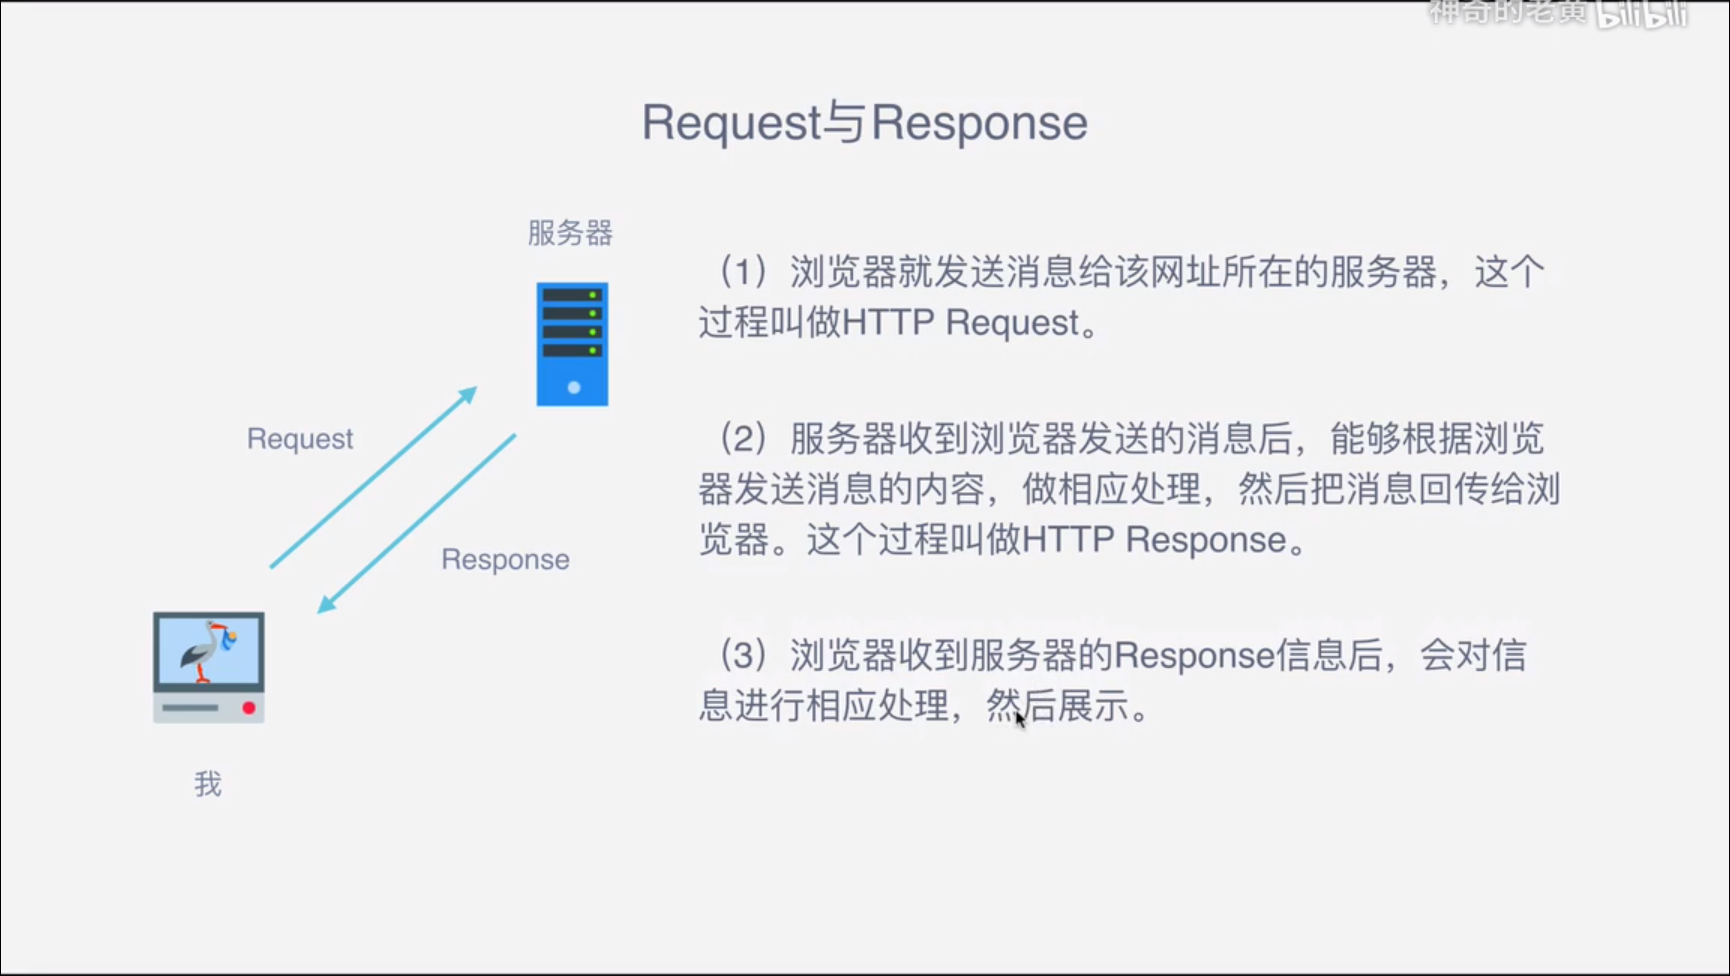 神奇的老黄 bilibili
Request与Response
服务器
(1)浏览器就发送消息给该网址所在的服务器，这个
过程叫做HTTP Request。
Request
(2)服务器收到浏览器发送的消息后，能够根据浏览
器发送消息的内容，做相应处理，然后把消息回传给浏
览器。这个过程叫做HTTP Response。
Response
(3)浏览器收到服务器的Response信息后，会对信
息进行相应处理，然后展示。
我